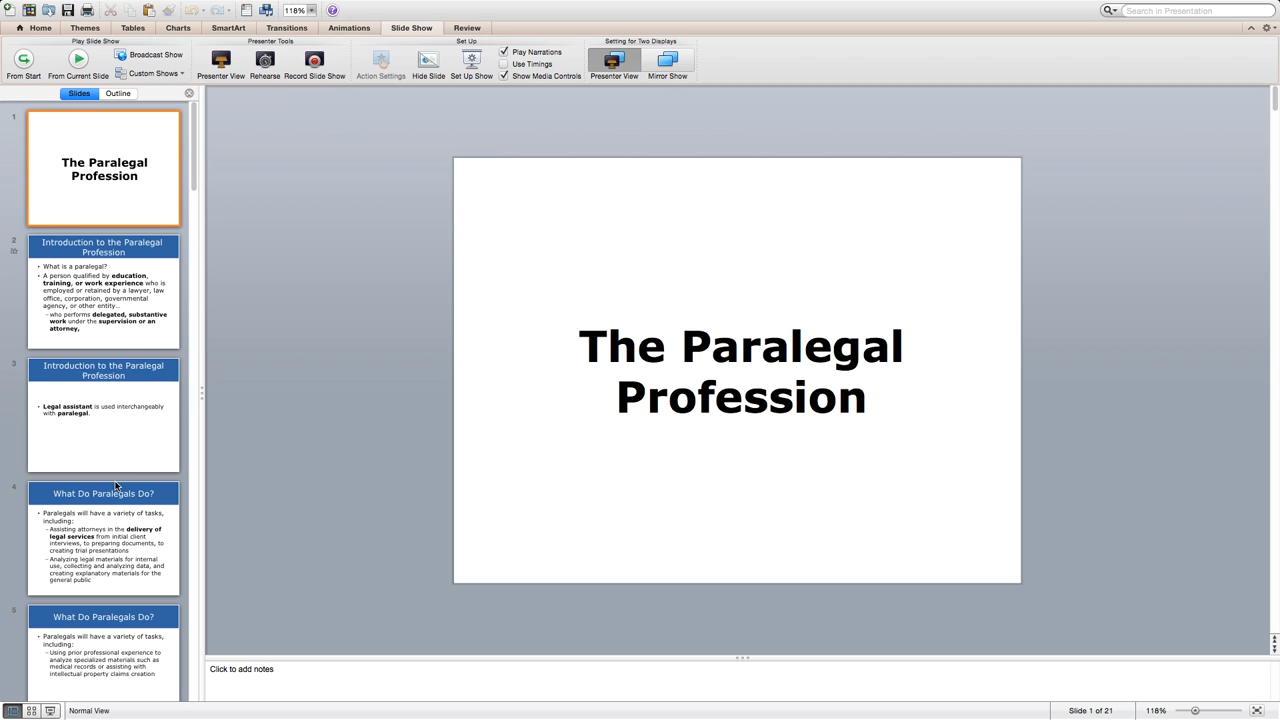 118%
Search in Presentation
Home
Themes
Tables
Charts
SmartArt
Transitions
Animations
Slide Show
Review
Play Slide Show
Presenter Tools
Set Up
Setting for Two Displays
From Start
From Current Slide
Broadcast Show
Custom Shows
Presenter View
Rehearse
Record Slide Show
Action Settings
Hide Slide
Set Up Show
Play Narrations
Use Timings
Show Media Controls
Presenter View
Mirror Show
Slides
Outline
1
The Paralegal
Profession
2
Introduction to the Paralegal
Profession
• What is a paralegal?
• A person qualified by education,
training, or work experience who is
employed or retained by a lawyer, law
office, corporation, governmental
agency, or other entity…
–who performs delegated, substantive
work under the supervision or an
attorney,
3
Introduction to the Paralegal
Profession
• Legal assistant is used interchangeably
with paralegal.
4
What Do Paralegals Do?
• Paralegals will have a variety of tasks,
including:
–Assisting attorneys in the delivery of
legal services from initial client
interviews, to preparing documents, to
creating trial presentations
–Analyzing legal materials for internal
use, collecting and analyzing data, and
creating explanatory materials for the
general public
5
What Do Paralegals Do?
• Paralegals will have a variety of tasks,
including:
–Using prior professional experience to
analyze specialized materials such as
medical records or assisting with
intellectual property claims creation
The Paralegal
Profession
Click to add notes
Normal View
Slide 1 of 21
118%